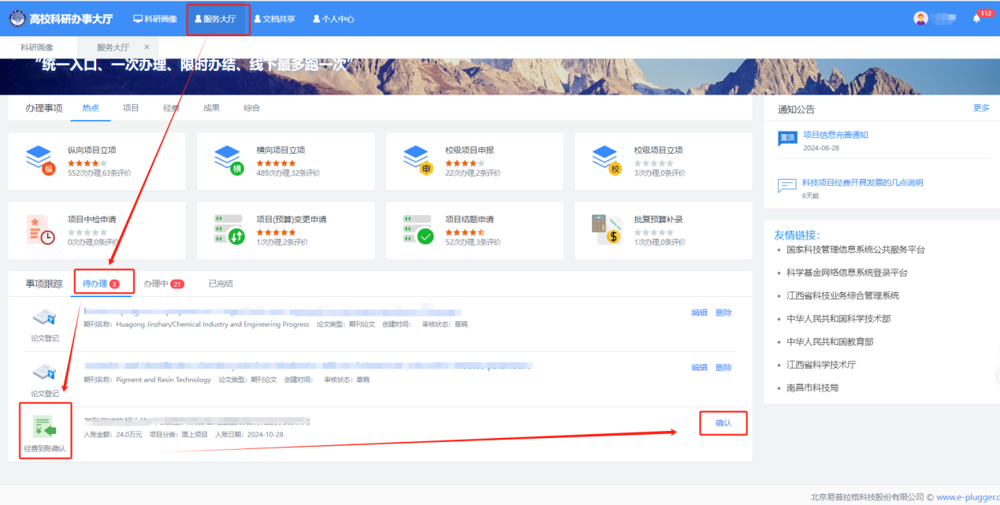 高校科研办事大厅 科研画像 服务大厅 文档共享 个人中心 112
科研画像 服务大厅 ×
“统一入口、一次办理、限时办结、线下最多跑一次”
办理事项 热点 项目 经费 成果 综合
纵 纵向项目立项
552次办理,63条评价
横 横向项目立项
489次办理,32条评价
申 校级项目申报
22次办理,2条评价
校 校级项目立项
3次办理,0条评价
项目中检申请
0次办理,0条评价
项目(预算)变更申请
1次办理,2条评价
项目结题申请
52次办理,3条评价
$ 批复预算补录
1次办理,0条评价
事项跟踪 待办理 3 办理中 21 已完结
编辑 删除
期刊名称: Huagong Jinzhan/Chemical Industry and Engineering Progress 论文类型: 期刊论文 创建时间: 审核状态: 草稿
论文登记
编辑 删除
期刊名称: Pigment and Resin Technology 论文类型: 期刊论文 创建时间: 审核状态: 草稿
论文登记
确认
¥ 入账金额: 24.0万元 项目分类: 面上项目 入账日期: 2024-10-28
经费到账确认
通知公告 更多
置顶 项目信息完善通知
2024-08-28
科技项目经费开具发票的几点说明
6天前
友情链接:
• 国家科技管理信息系统公共服务平台
• 科学基金网络信息系统登录平台
• 江西省科技业务综合管理系统
• 中华人民共和国科学技术部
• 中华人民共和国教育部
• 江西省科学技术厅
• 南昌市科技局
北京易普拉格科技股份有限公司 © www.e-plugger.c